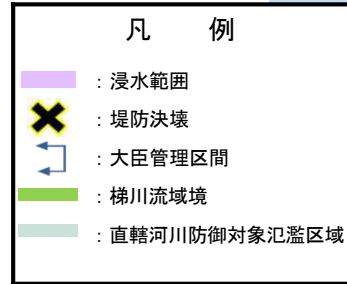 凡　例
：浸水範囲
：堤防決壊
：大臣管理区間
：梯川流域境
：直轄河川防御対象氾濫区域